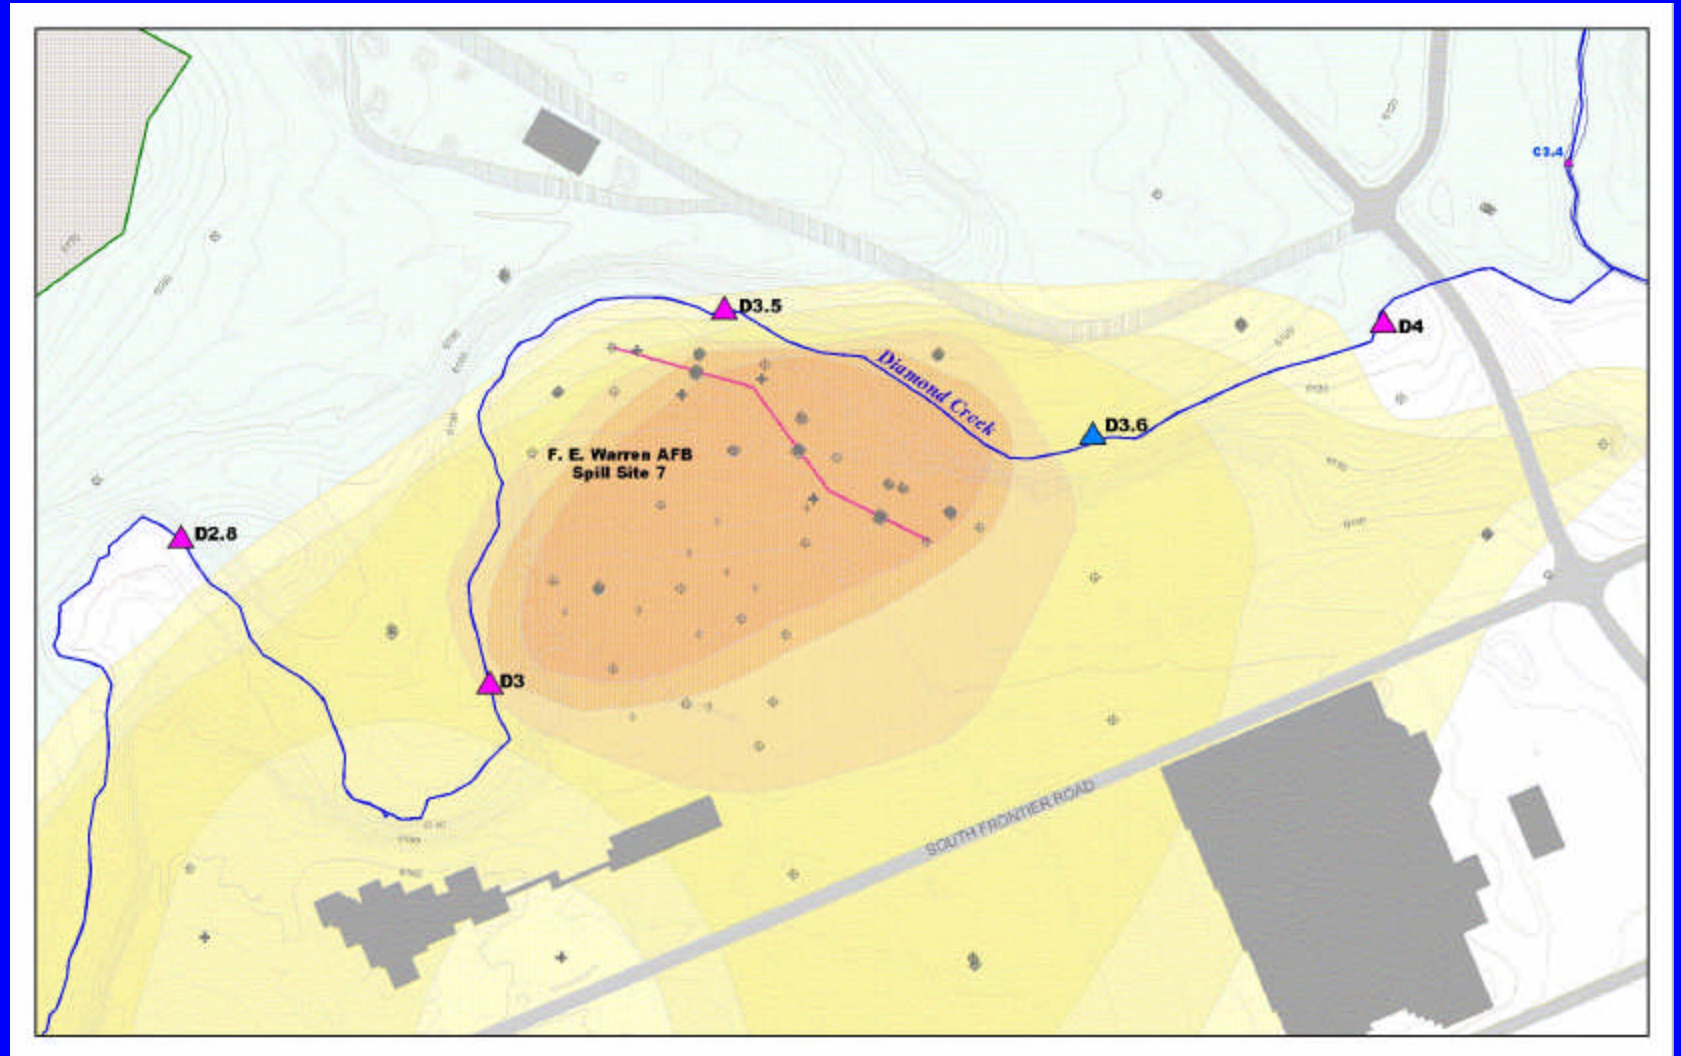 C3.4
D3.5
D4
Diamond Creek
D3.6
F. E. Warren AFB
Spill Site 7
D2.8
D3
SOUTH FRONTIER ROAD